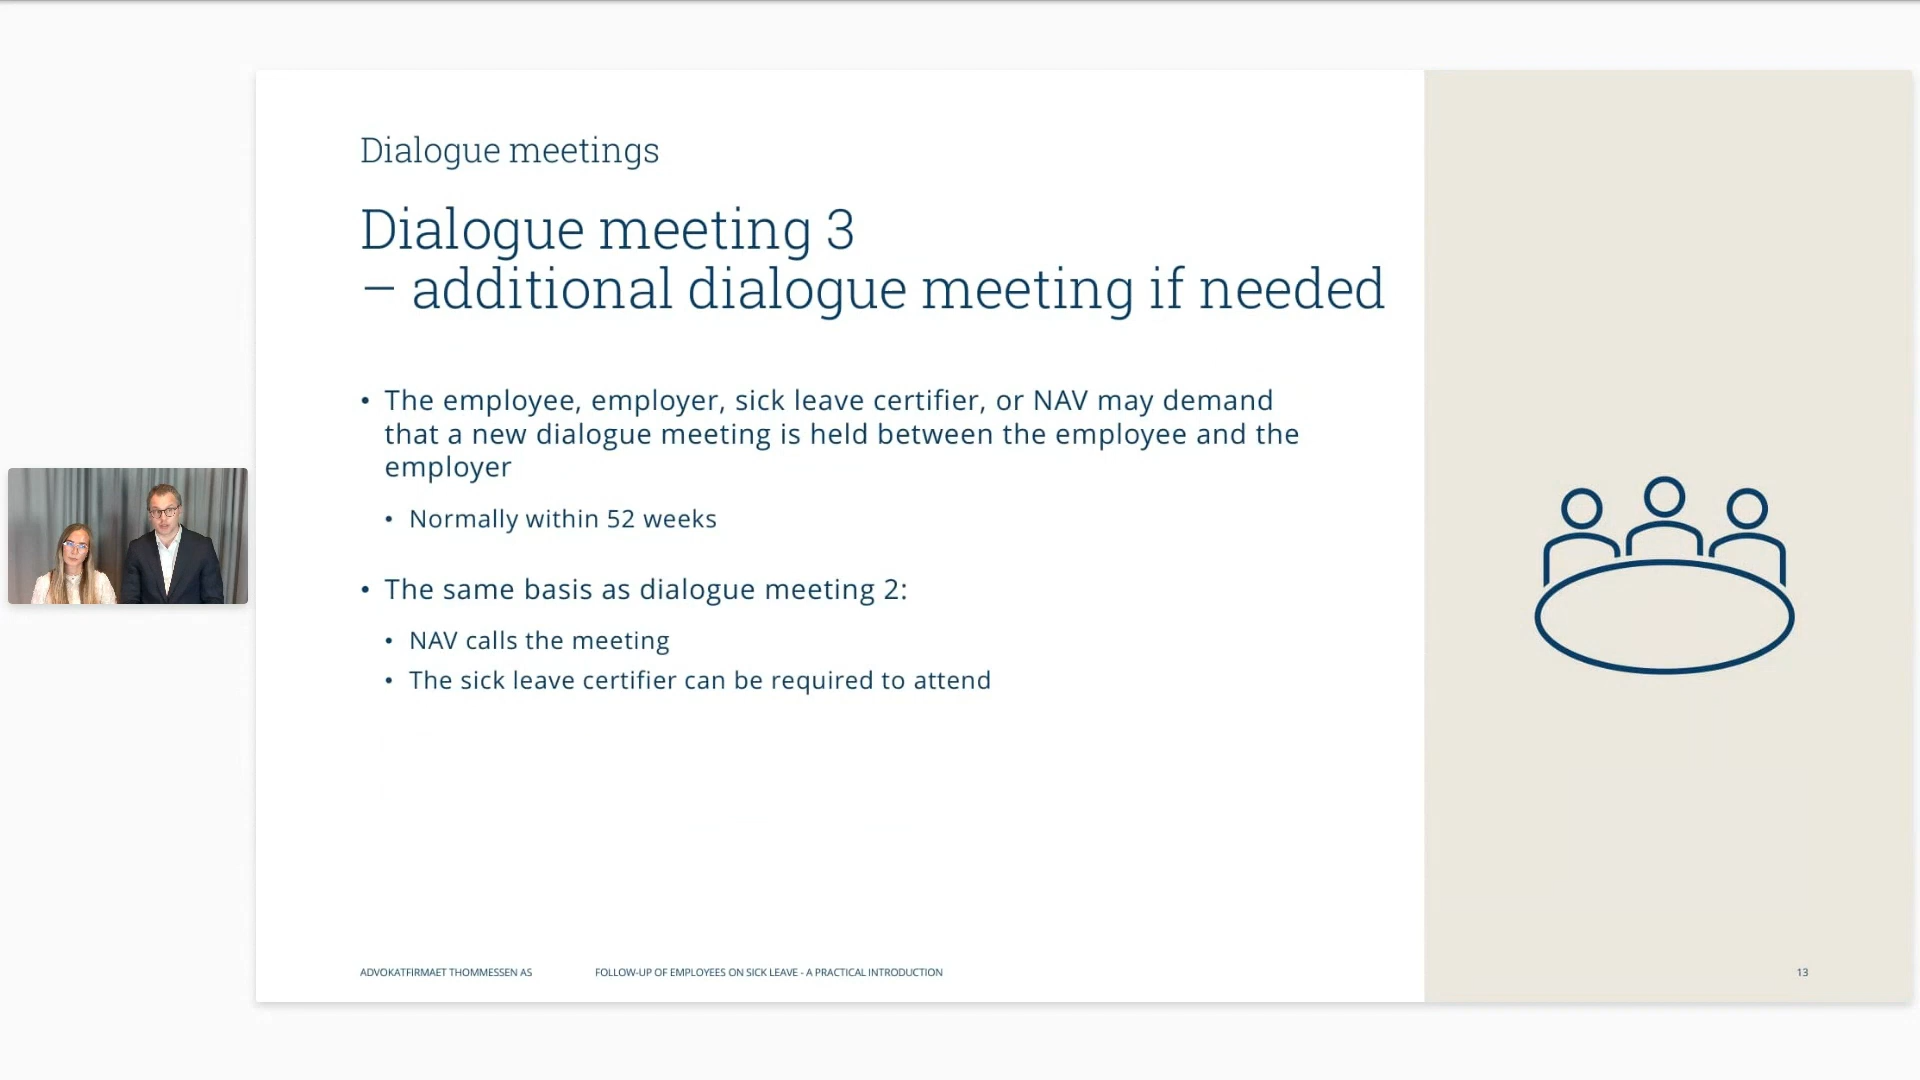 Dialogue meetings
Dialogue meeting 3
– additional dialogue meeting if needed
• The employee, employer, sick leave certifier, or NAV may demand
that a new dialogue meeting is held between the employee and the
employer
• Normally within 52 weeks
• The same basis as dialogue meeting 2:
• NAV calls the meeting
• The sick leave certifier can be required to attend
ADVOKATFIRMAET THOMMESSEN AS
FOLLOW-UP OF EMPLOYEES ON SICK LEAVE - A PRACTICAL INTRODUCTION
13